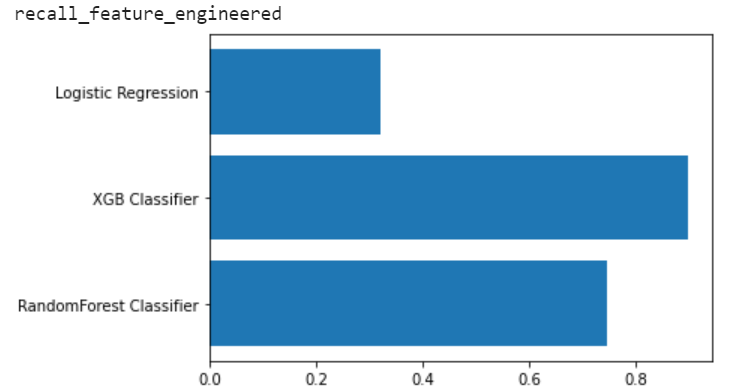 recall_feature_engineered
Logistic Regression
XGB Classifier
RandomForest Classifier
0.0 0.2 0.4 0.6 0.8